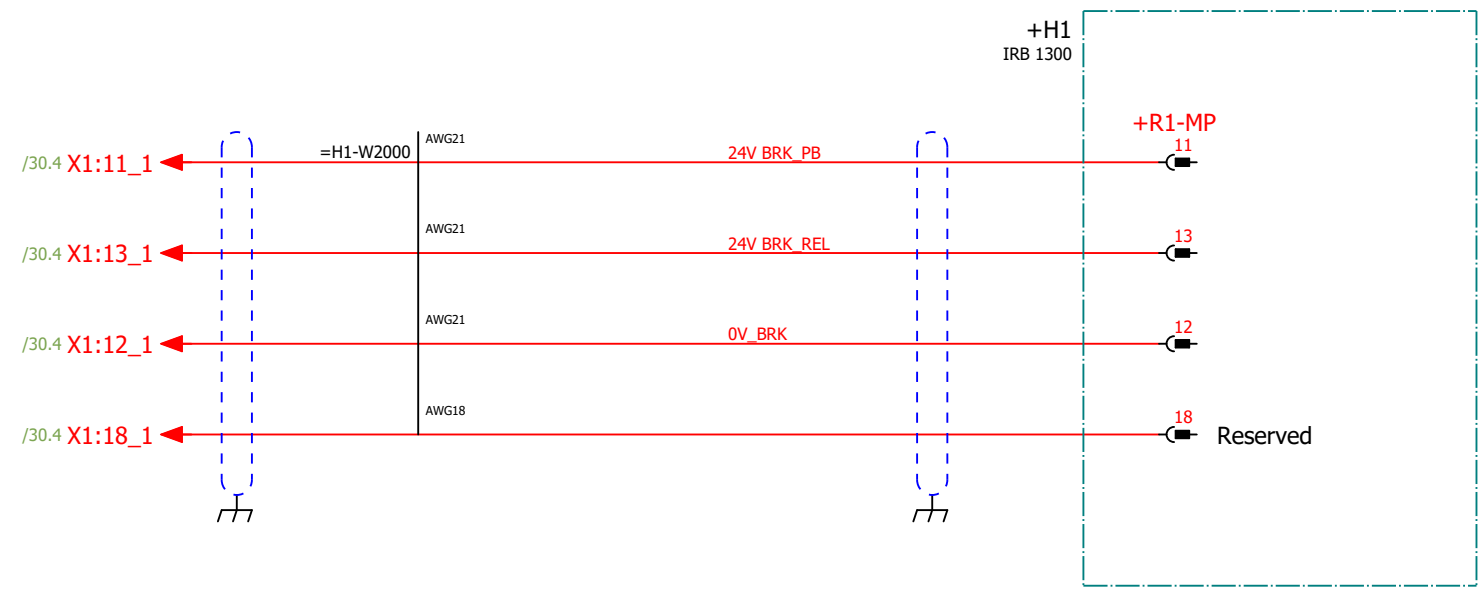 +H1
IRB 1300
+R1-MP
/30.4 X1:11_1
=H1-W2000
AWG21
24V BRK_PB
11
/30.4 X1:13_1
AWG21
24V BRK_REL
13
/30.4 X1:12_1
AWG21
0V_BRK
12
/30.4 X1:18_1
AWG18
18
Reserved